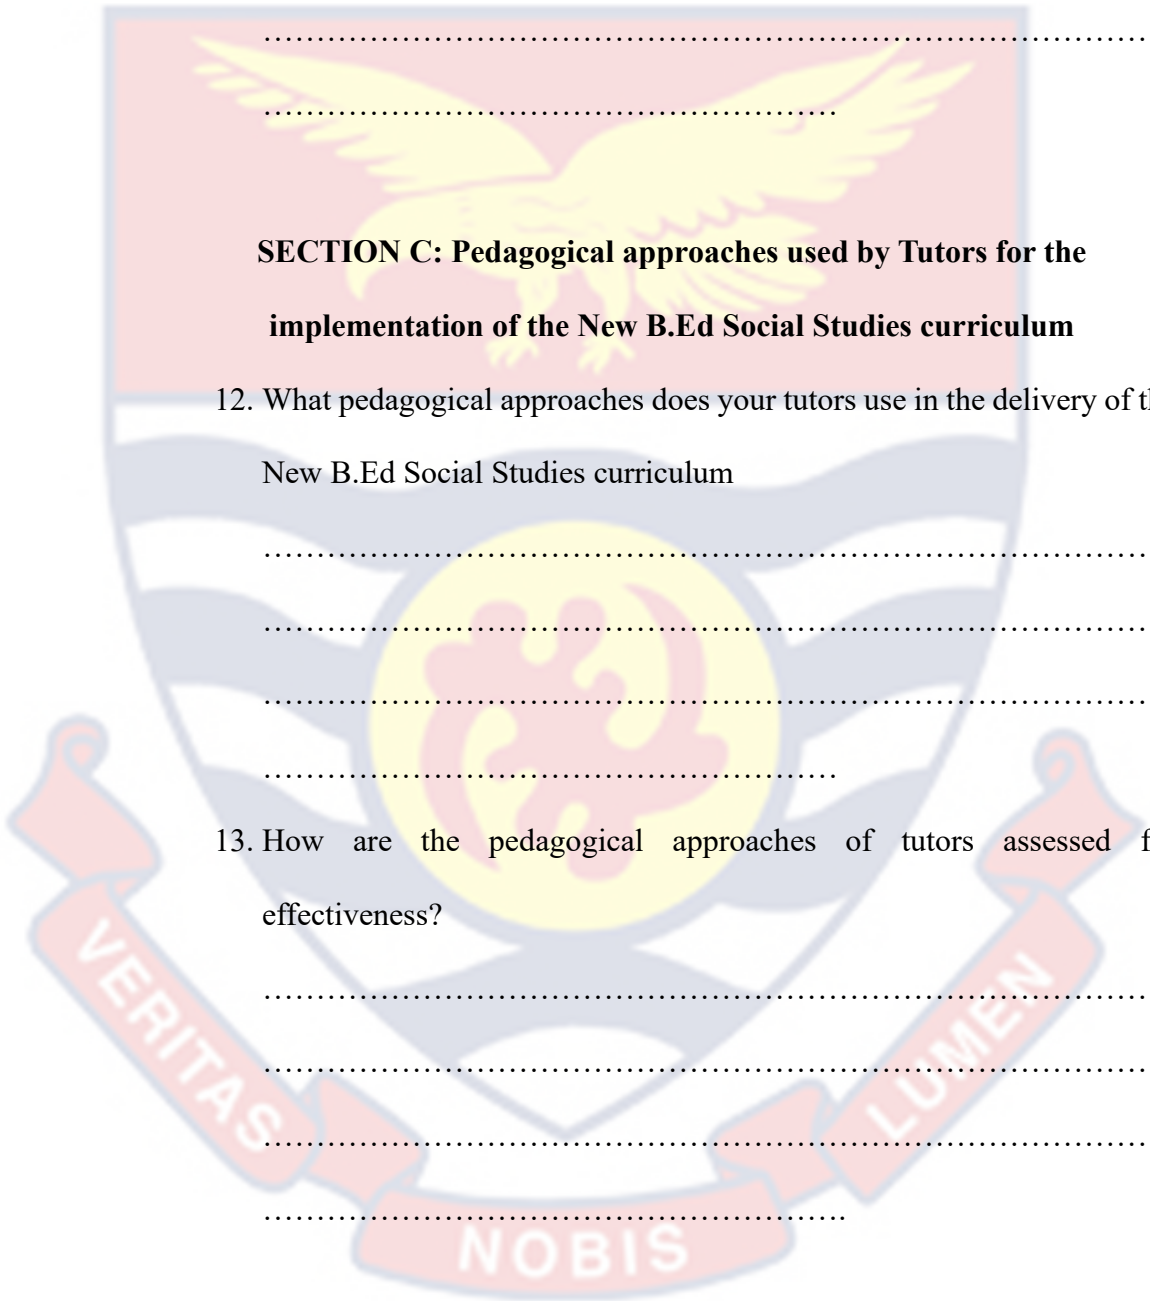 ……………………………………………………………………………
…………………………………………………
SECTION C: Pedagogical approaches used by Tutors for the
implementation of the New B.Ed Social Studies curriculum
12. What pedagogical approaches does your tutors use in the delivery of t
New B.Ed Social Studies curriculum
……………………………………………………………………………
……………………………………………………………………………
……………………………………………………………………………
…………………………………………………
13. How are the pedagogical approaches of tutors assessed f
effectiveness?
……………………………………………………………………………
……………………………………………………………………………
……………………………………………………………………………
………………………………………………….
VERITAS
NOBIS
LUMEN